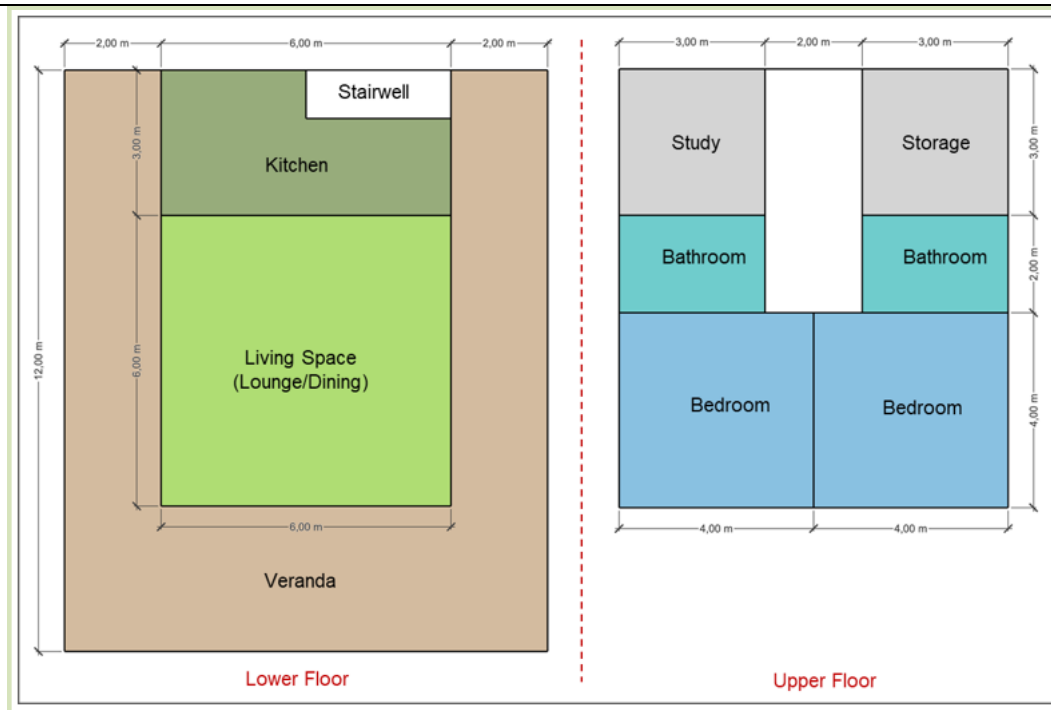 2,00 m
6,00 m
2,00 m
3,00 m
2,00 m
3,00 m
Stairwell
Kitchen
3,00 m
Study
Storage
3,00 m
Bathroom
Bathroom
2,00 m
12,00 m
6,00 m
Living Space
(Lounge/Dining)
Bedroom
Bedroom
4,00 m
6,00 m
4,00 m
4,00 m
Veranda
Lower Floor
Upper Floor